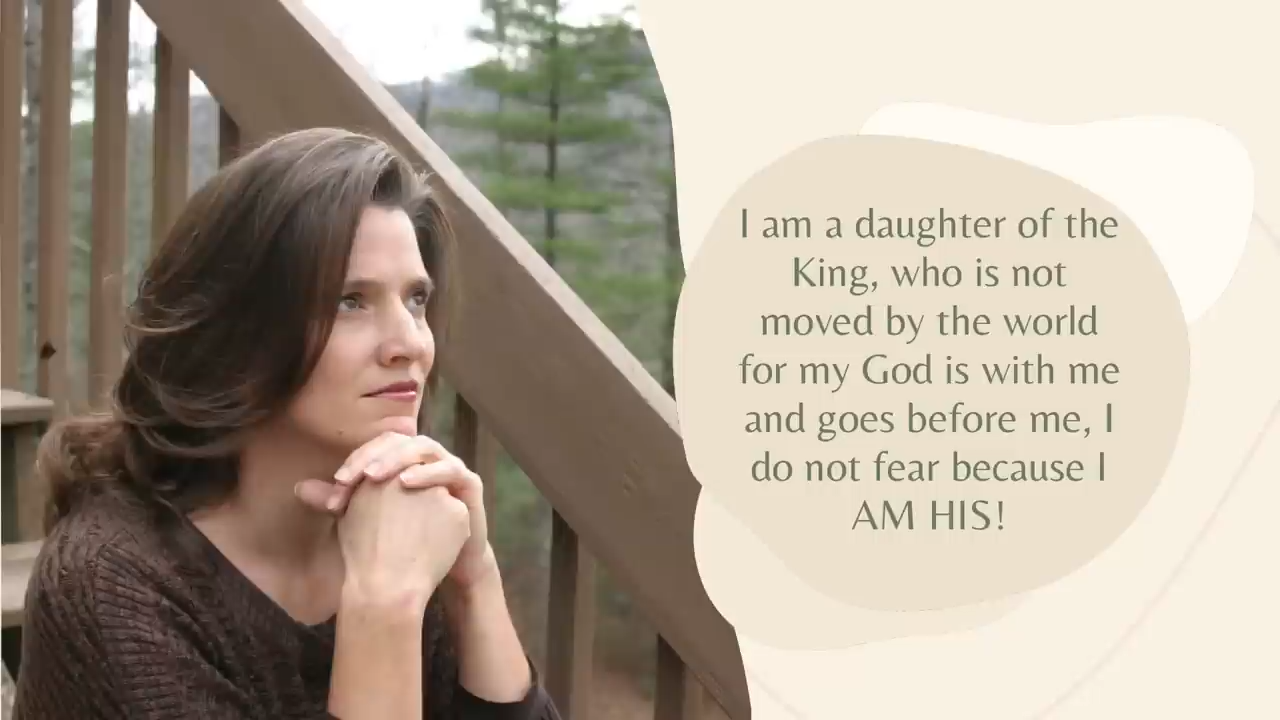 I am a daughter of the
King, who is not
moved by the world
for my God is with me
and goes before me, I
do not fear because I
AM HIS!